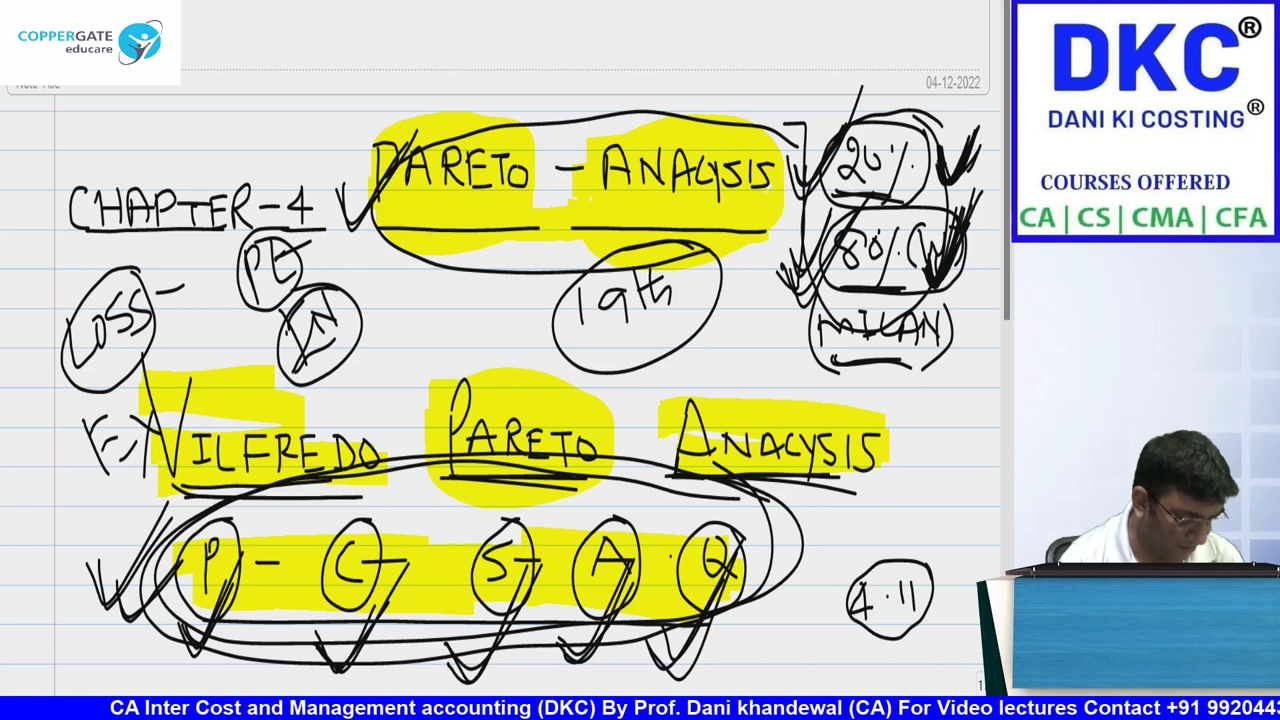 COPPERGATE
educare
04-12-2022
PARETO - ANALYSIS
20%
CHAPTER-4
80%
19th
MILAN
LOSS
VILFREDO PARETO ANALYSIS
P - C - S - A . Q
4.11
1
DKC®
DANI KI COSTING®
COURSES OFFERED
CA | CS | CMA | CFA
CA Inter Cost and Management accounting (DKC) By Prof. Dani khandewal (CA) For Video lectures Contact +91 992044